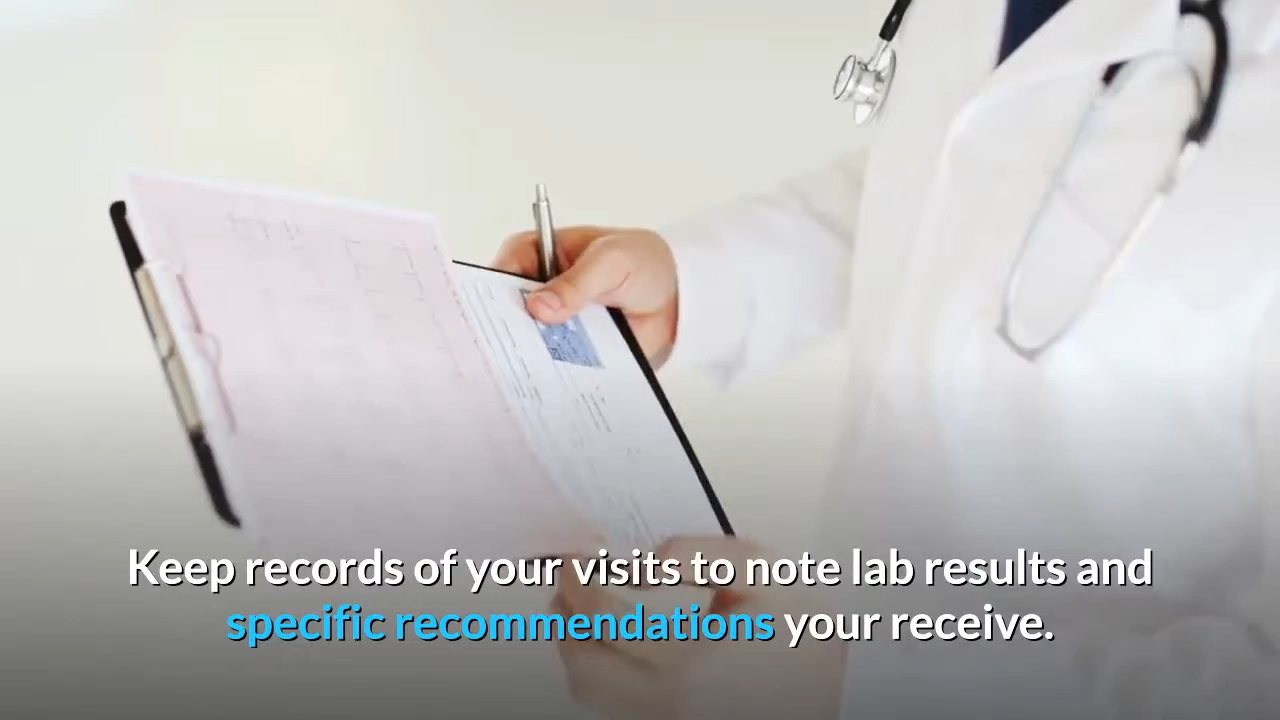 Keep records of your visits to note lab results and
specific recommendations your receive.